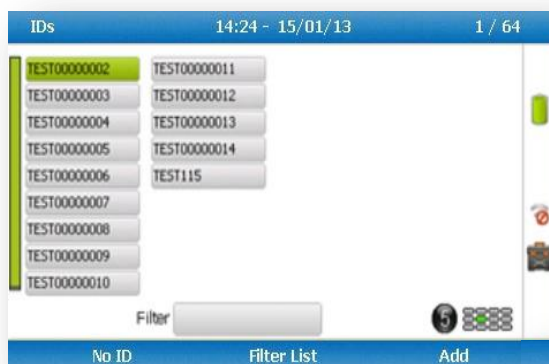 IDs 14:24 - 15/01/13 1 / 64
TEST00000002 TEST00000011
TEST00000003 TEST00000012
TEST00000004 TEST00000013
TEST00000005 TEST00000014
TEST00000006 TEST115
TEST00000007
TEST00000008
TEST00000009
TEST00000010
Filter
5
No ID Filter List Add